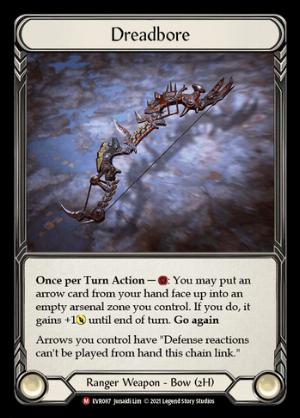 Dreadbore
Once per Turn Action — : You may put an
arrow card from your hand face up into an
empty arsenal zone you control. If you do, it
gains +1 until end of turn. Go again
Arrows you control have "Defense reactions
can't be played from hand this chain link."
Ranger Weapon - Bow (2H)
M EVR087 Junaidi Lim © 2021 Legend Story Studios